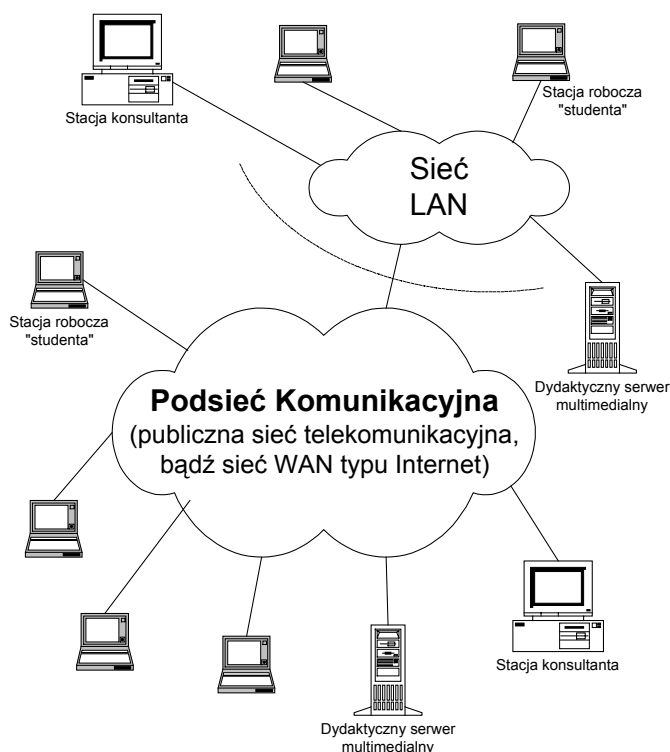 Stacja konsultanta
Stacja robocza
"studenta"
Sieć
LAN
Stacja robocza
"studenta"
Dydaktyczny serwer
multimedialny
Podsieć Komunikacyjna
(publiczna sieć telekomunikacyjna,
bądź sieć WAN typu Internet)
Stacja konsultanta
Dydaktyczny serwer
multimedialny